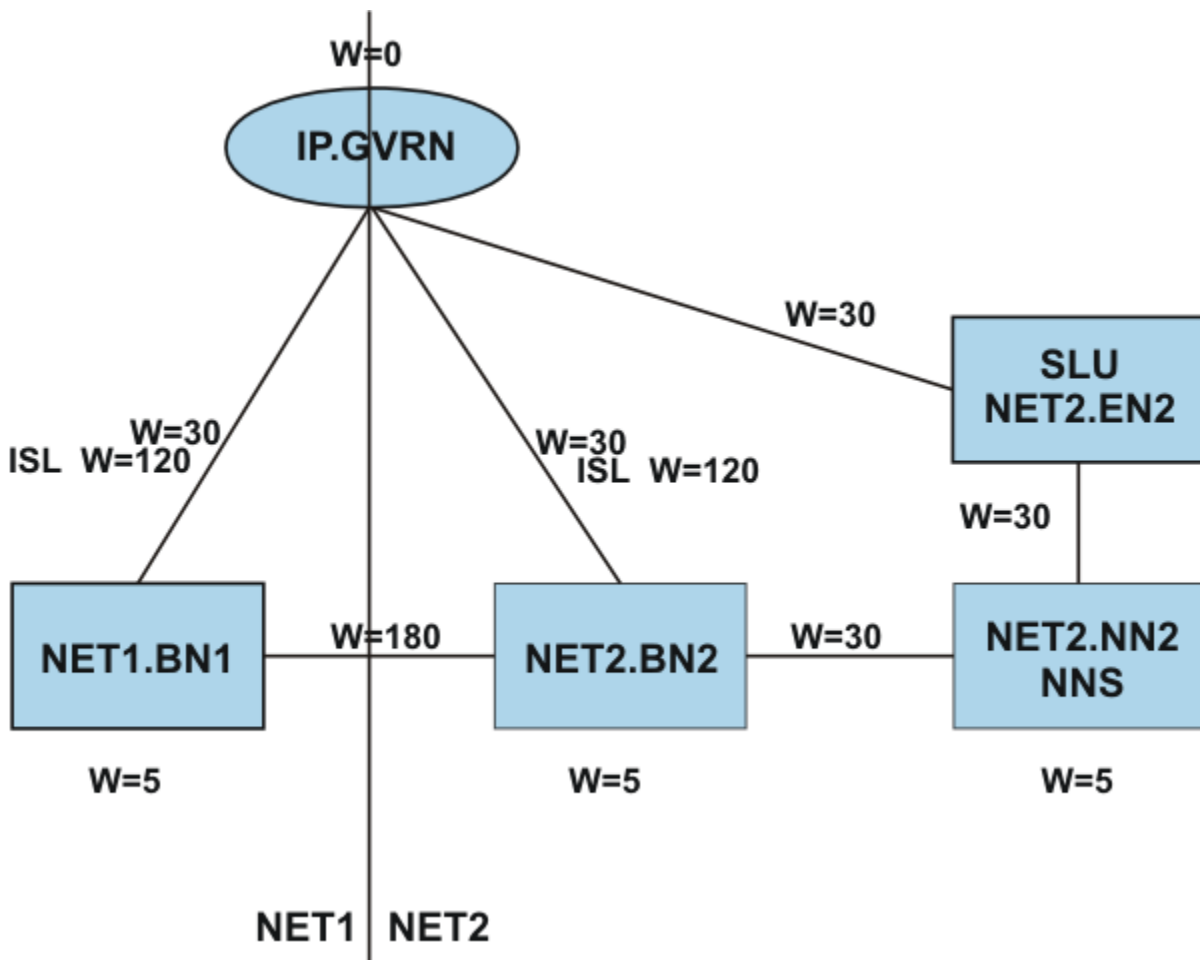 W=0
IP.GVRN
W=30
SLU
NET2.EN2
W=30
ISL W=120
W=30
ISL W=120
W=30
NET1.BN1
W=180
NET2.BN2
W=30
NET2.NN2
NNS
W=5
W=5
W=5
NET1
NET2